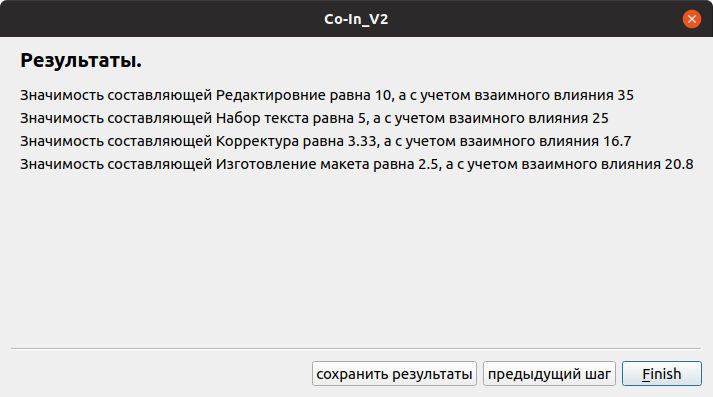 Co-In_V2
Результаты.
Значимость составляющей Редактировние равна 10, а с учетом взаимного влияния 35
Значимость составляющей Набор текста равна 5, а с учетом взаимного влияния 25
Значимость составляющей Корректура равна 3.33, а с учетом взаимного влияния 16.7
Значимость составляющей Изготовление макета равна 2.5, а с учетом взаимного влияния 20.8
сохранить результаты предыдущий шаг Finish